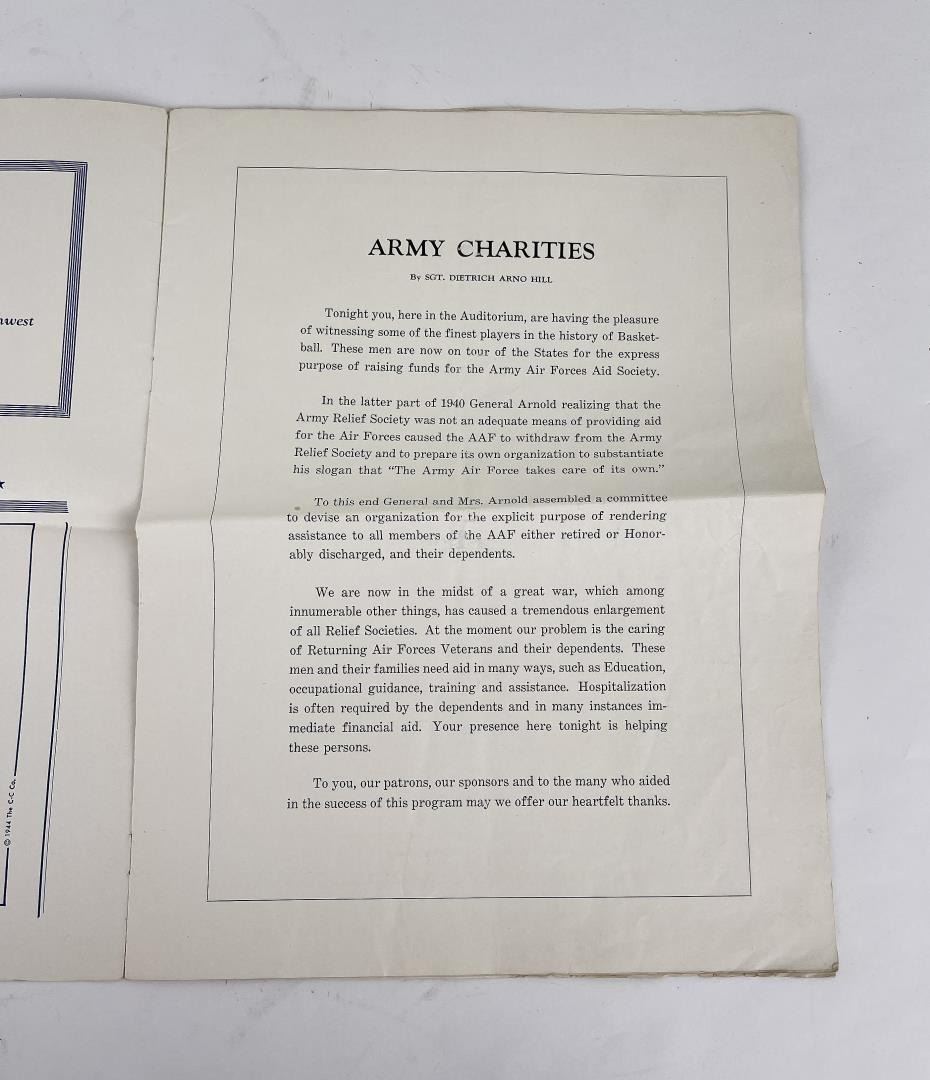 nwest
© 1944 The C-C Co.
ARMY CHARITIES
By SGT. DIETRICH ARNO HILL
Tonight you, here in the Auditorium, are having the pleasure
of witnessing some of the finest players in the history of Basket-
ball. These men are now on tour of the States for the express
purpose of raising funds for the Army Air Forces Aid Society.
In the latter part of 1940 General Arnold realizing that the
Army Relief Society was not an adequate means of providing aid
for the Air Forces caused the AAF to withdraw from the Army
Relief Society and to prepare its own organization to substantiate
his slogan that “The Army Air Force takes care of its own.”
To this end General and Mrs. Arnold assembled a committee
to devise an organization for the explicit purpose of rendering
assistance to all members of the AAF either retired or Honor-
ably discharged, and their dependents.
We are now in the midst of a great war, which among
innumerable other things, has caused a tremendous enlargement
of all Relief Societies. At the moment our problem is the caring
of Returning Air Forces Veterans and their dependents. These
men and their families need aid in many ways, such as Education,
occupational guidance, training and assistance. Hospitalization
is often required by the dependents and in many instances im-
mediate financial aid. Your presence here tonight is helping
these persons.
To you, our patrons, our sponsors and to the many who aided
in the success of this program may we offer our heartfelt thanks.